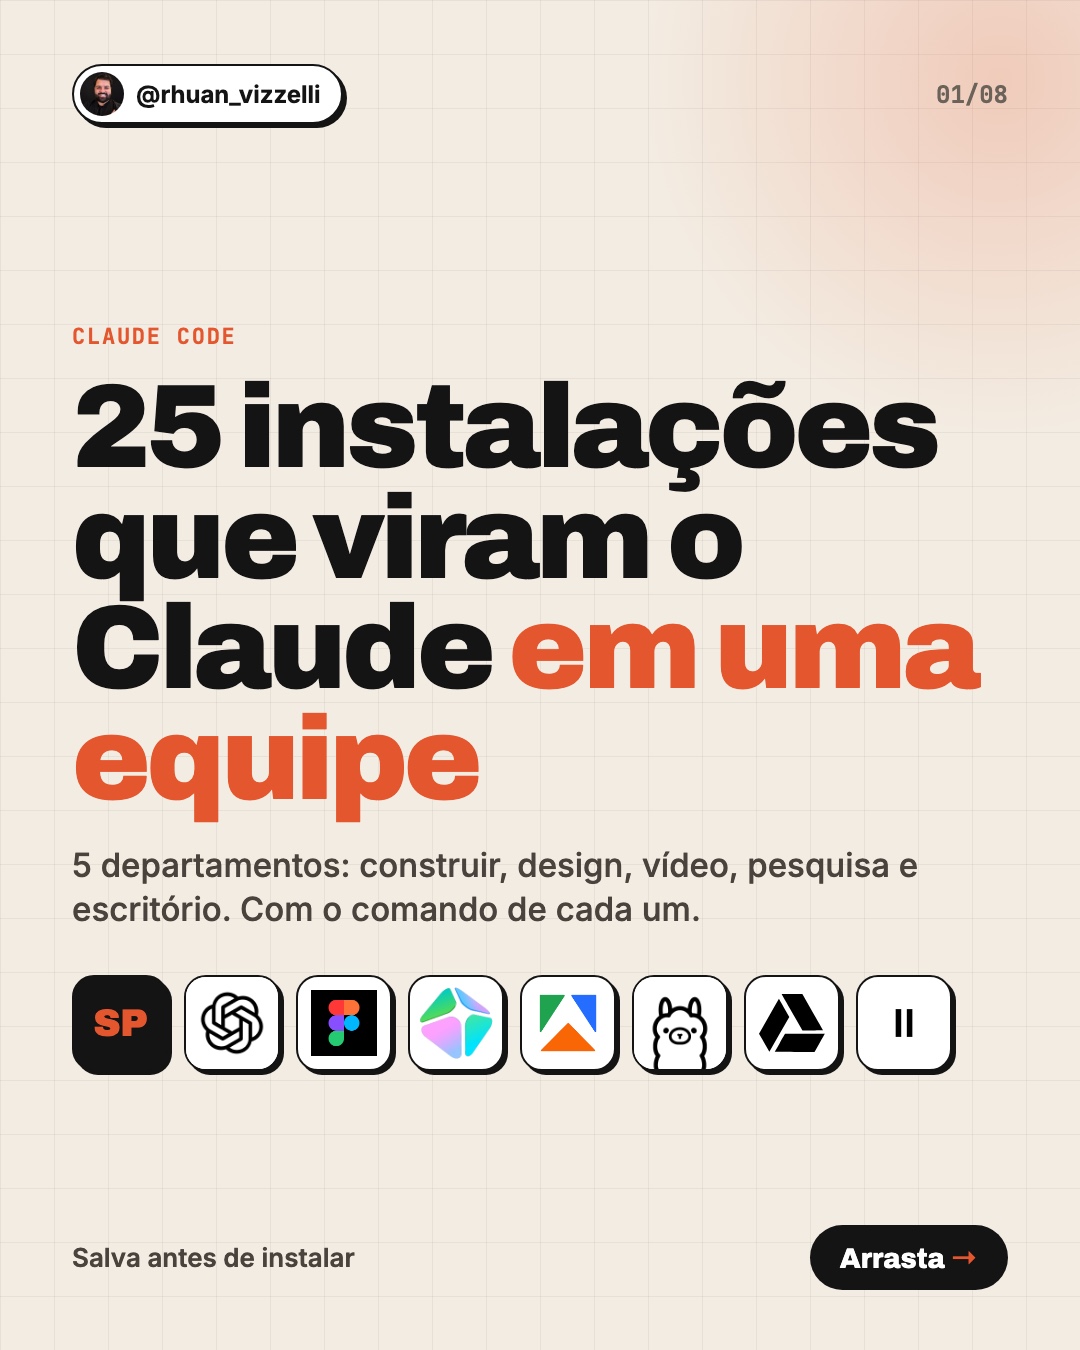 @rhuan_vizzelli
01/08
CLAUDE CODE
25 instalações
que viram o
Claude em uma
equipe
5 departamentos: construir, design, vídeo, pesquisa e
escritório. Com o comando de cada um.
SP
Salva antes de instalar
Arrasta →